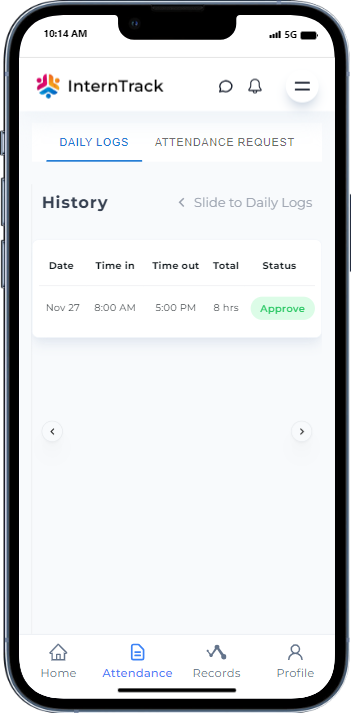 10:14 AM 5G
InternTrack
DAILY LOGS ATTENDANCE REQUEST
History Slide to Daily Logs
Date Time in Time out Total Status
Nov 27 8:00 AM 5:00 PM 8 hrs Approve
Home Attendance Records Profile